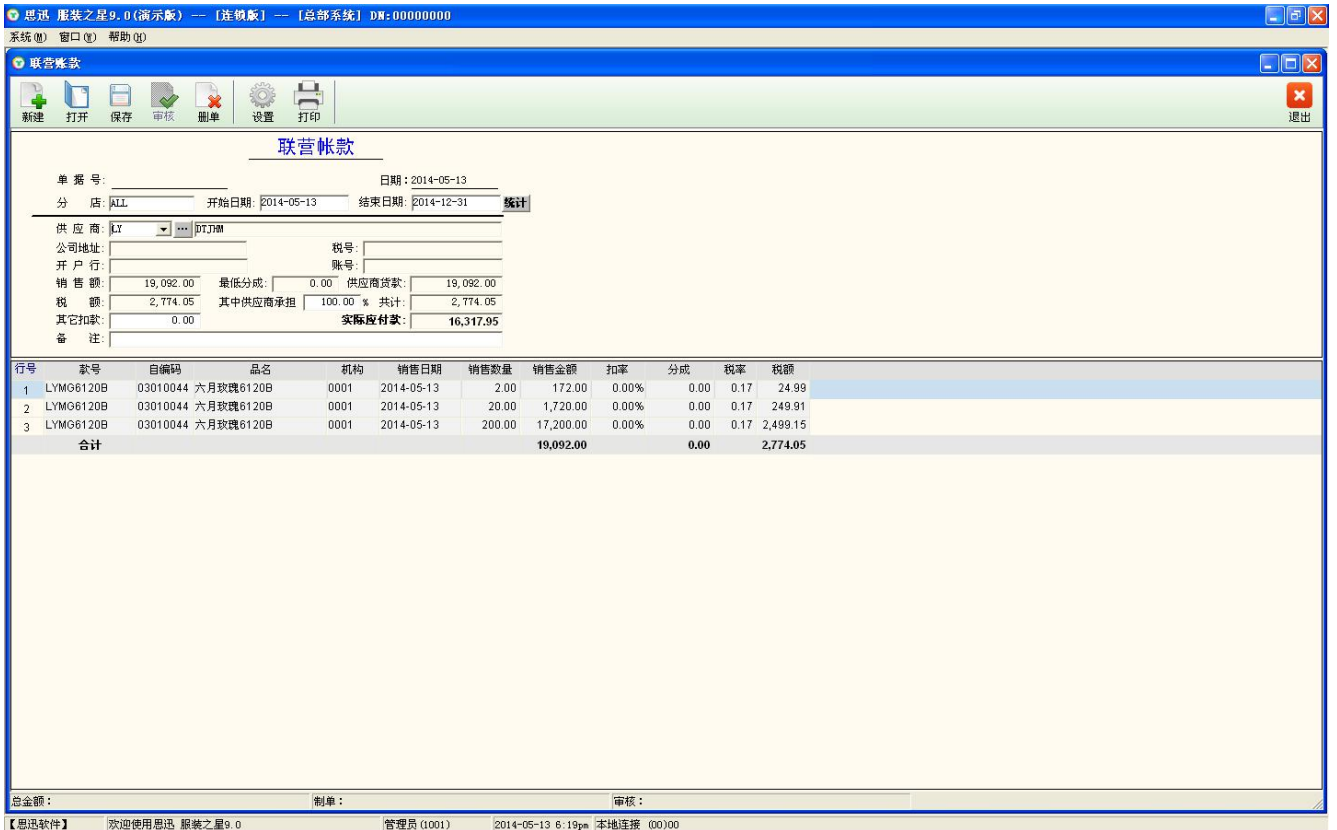 思迅 服装之星9.0(演示版) -- [连锁版] -- [总部系统] DN:00000000
系统(M) 窗口(W) 帮助(H)
联营账款
新建 打开 保存 审核 删单 设置 打印 退出
联营帐款
单 据 号: 日期:2014-05-13
分 店: ALL 开始日期: 2014-05-13 结束日期: 2014-12-31 统计
供 应 商: LY ... DTJHM
公司地址: 税号:
开 户 行: 账号:
销 售 额: 19,092.00 最低分成: 0.00 供应商货款: 19,092.00
税 额: 2,774.05 其中供应商承担 100.00 % 共计: 2,774.05
其它扣款: 0.00 实际应付款: 16,317.95
备 注:
行号 款号 自编码 品名 机构 销售日期 销售数量 销售金额 扣率 分成 税率 税额
1 LYMG6120B 03010044 六月玫瑰6120B 0001 2014-05-13 2.00 172.00 0.00% 0.00 0.17 24.99
2 LYMG6120B 03010044 六月玫瑰6120B 0001 2014-05-13 20.00 1,720.00 0.00% 0.00 0.17 249.91
3 LYMG6120B 03010044 六月玫瑰6120B 0001 2014-05-13 200.00 17,200.00 0.00% 0.00 0.17 2,499.15
合计 19,092.00 0.00 2,774.05
总金额: 制单: 审核:
【思迅软件】 欢迎使用思迅 服装之星9.0 管理员(1001) 2014-05-13 6:19pm 本地连接 (00)00